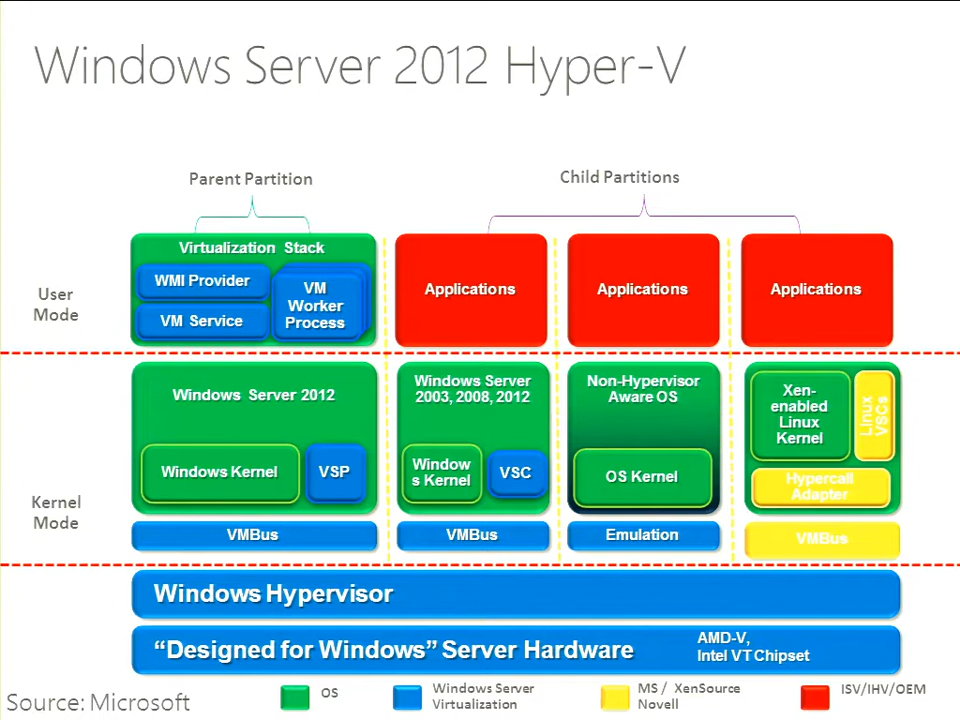 Windows Server 2012 Hyper-V
Parent Partition
Child Partitions
User
Mode
Virtualization Stack
WMI Provider
VM Service
VM
Worker
Process
Applications
Applications
Applications
Kernel
Mode
Windows Server 2012
Windows Kernel
VSP
VMBus
Windows Server
2003, 2008, 2012
Window
s Kernel
VSC
VMBus
Non-Hypervisor
Aware OS
OS Kernel
Emulation
Xen-
enabled
Linux
Kernel
Linux
VSCs
Hypercall
Adapter
VMBus
Windows Hypervisor
“Designed for Windows” Server Hardware
AMD-V,
Intel VT Chipset
Source: Microsoft
OS
Windows Server
Virtualization
MS / XenSource
Novell
ISV/IHV/OEM